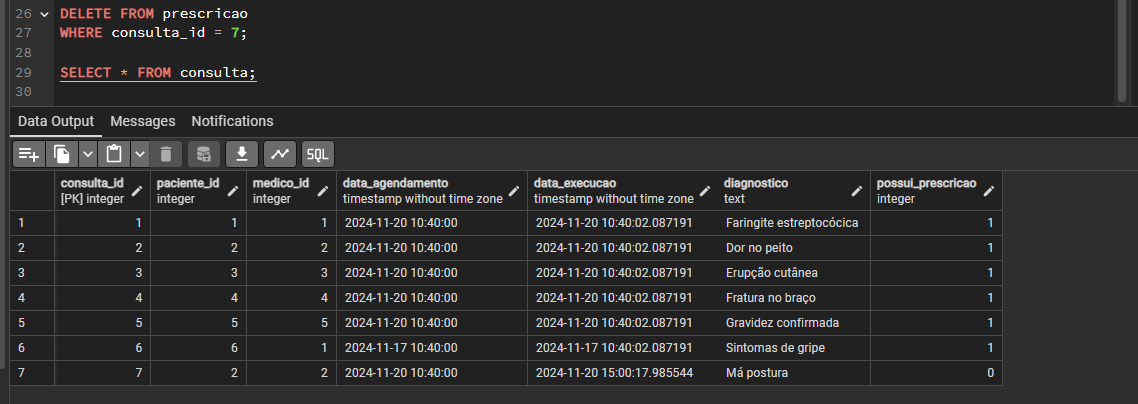 26 DELETE FROM prescricao
27 WHERE consulta_id = 7;
28
29 SELECT * FROM consulta;
30
Data Output Messages Notifications
SQL
consulta_id paciente_id medico_id data_agendamento data_execucao diagnostico possui_prescricao
[PK] integer integer integer timestamp without time zone timestamp without time zone text integer
1 1 1 1 2024-11-20 10:40:00 2024-11-20 10:40:02.087191 Faringite estreptocócica 1
2 2 2 2 2024-11-20 10:40:00 2024-11-20 10:40:02.087191 Dor no peito 1
3 3 3 3 2024-11-20 10:40:00 2024-11-20 10:40:02.087191 Erupção cutânea 1
4 4 4 4 2024-11-20 10:40:00 2024-11-20 10:40:02.087191 Fratura no braço 1
5 5 5 5 2024-11-20 10:40:00 2024-11-20 10:40:02.087191 Gravidez confirmada 1
6 6 6 1 2024-11-17 10:40:00 2024-11-17 10:40:02.087191 Sintomas de gripe 1
7 7 2 2 2024-11-20 10:40:00 2024-11-20 15:00:17.985544 Má postura 0